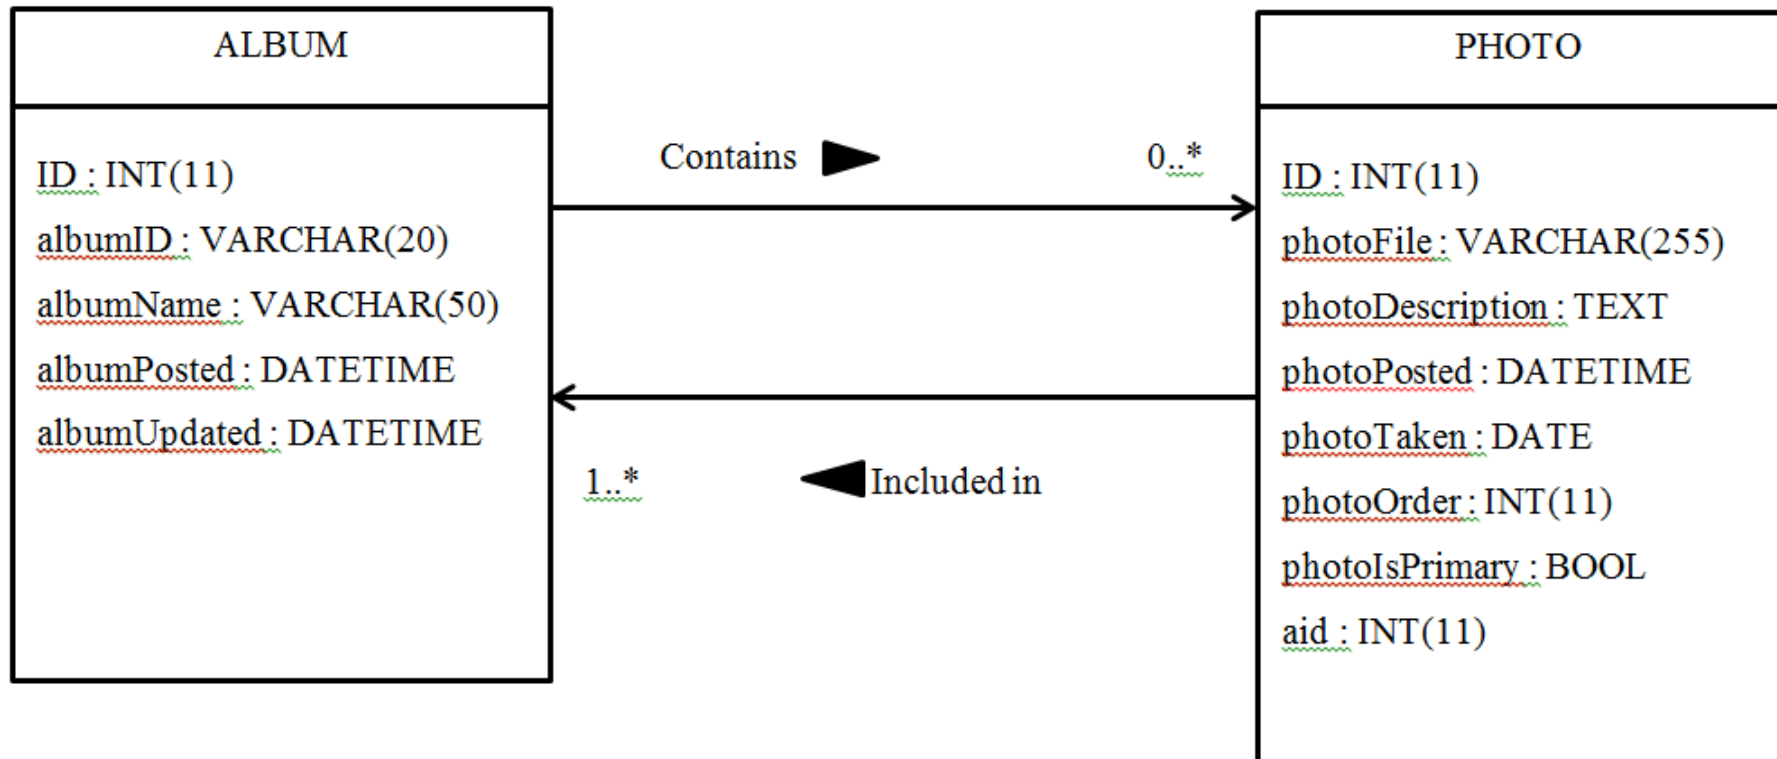 ALBUM
ID : INT(11)
albumID : VARCHAR(20)
albumName : VARCHAR(50)
albumPosted : DATETIME
albumUpdated : DATETIME
Contains
0..*
1..*
Included in
PHOTO
ID : INT(11)
photoFile : VARCHAR(255)
photoDescription : TEXT
photoPosted : DATETIME
photoTaken : DATE
photoOrder : INT(11)
photoIsPrimary : BOOL
aid : INT(11)